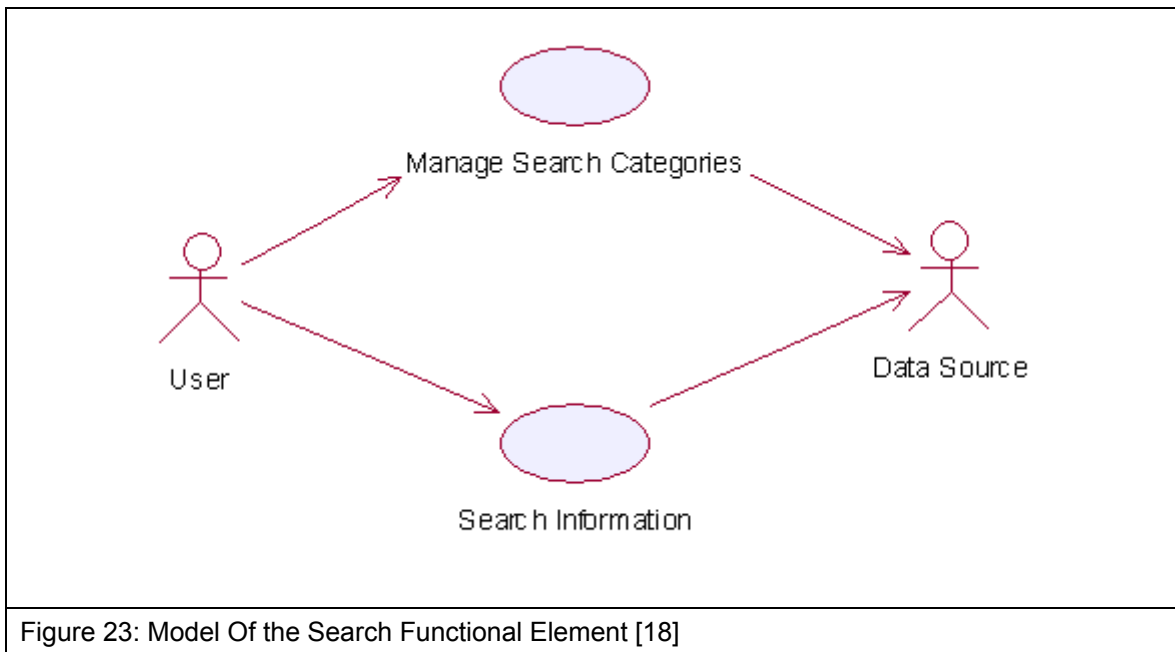 Manage Search Categories
User
Data Source
Search Information
Figure 23: Model Of the Search Functional Element [18]